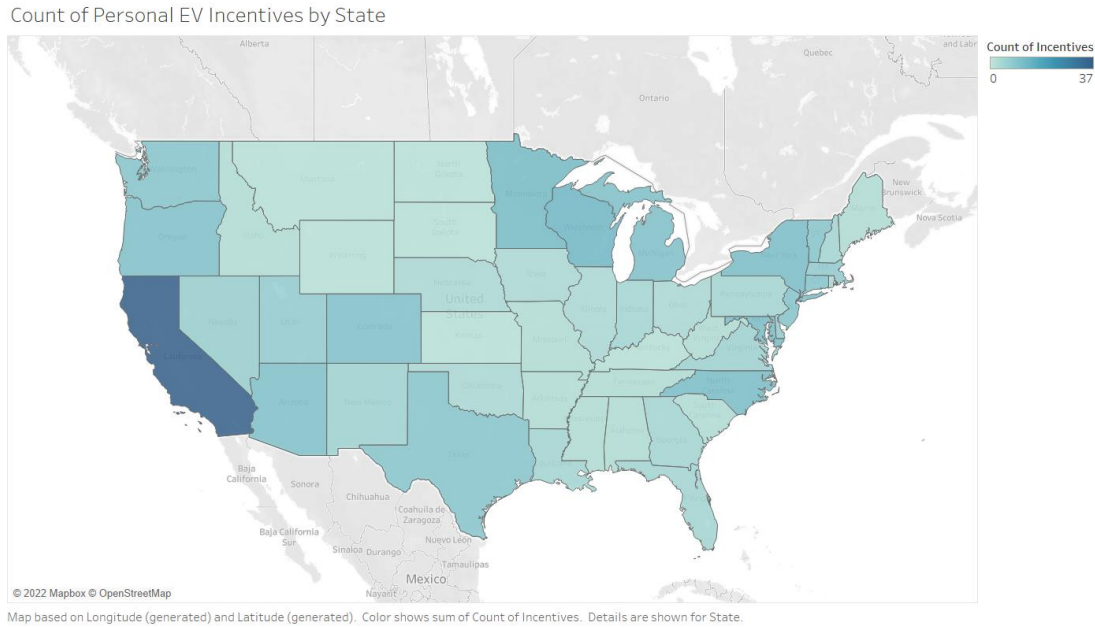 Count of Personal EV Incentives by State
Alberta
Quebec
and Labr
Count of Incentives
0 37
Ontario
New
Brunswick
Nova Scotia
Washington
Montana
North
Dakota
Minnesota
Oregon
Idaho
South
Dakota
Wisconsin
Michigan
New York
Wyoming
Iowa
Nebraska
United
States
Pennsylvania
Nevada
Utah
Colorado
Illinois
Indiana
Ohio
California
Kansas
Missouri
West
Virginia
Virginia
Kentucky
Arizona
New Mexico
Oklahoma
Arkansas
Tennessee
North
Carolina
South
Carolina
Alabama
Georgia
Texas
Louisiana
Baja
California
Sonora
Chihuahua
Coahuila de
Zaragoza
Baja California
Sur
Nuevo León
Sinaloa
Durango
Tamaulipas
Mexico
Nayarit
© 2022 Mapbox © OpenStreetMap
Map based on Longitude (generated) and Latitude (generated). Color shows sum of Count of Incentives. Details are shown for State.